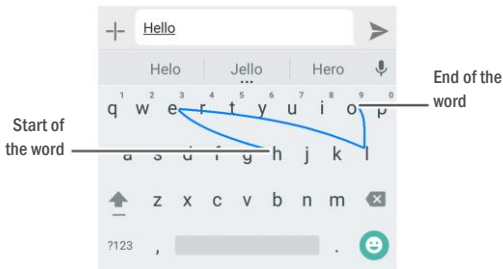 Hello
Helo Jello Hero
1 2 3 4 5 6 7 8 9 0
q w e r t y u i o p
End of the
word
Start of
the word
a s d f g h j k l
z x c v b n m
?123 , .